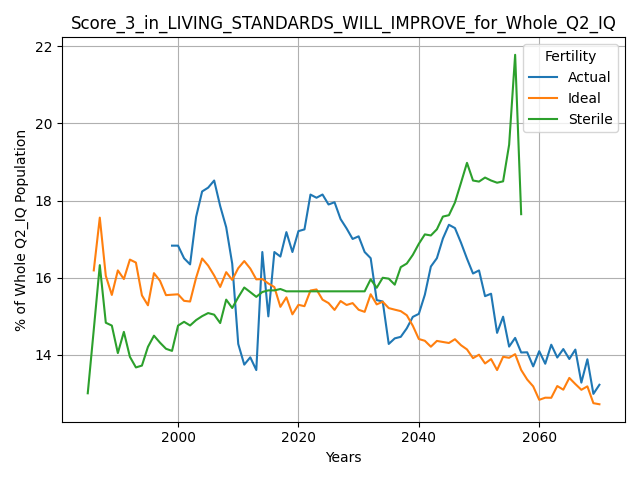 Score_3_in_LIVING_STANDARDS_WILL_IMPROVE_for_Whole_Q2_IQ
22
20
18
16
14
% of Whole Q2_IQ Population
Fertility
Actual
Ideal
Sterile
2000
2020
2040
2060
Years